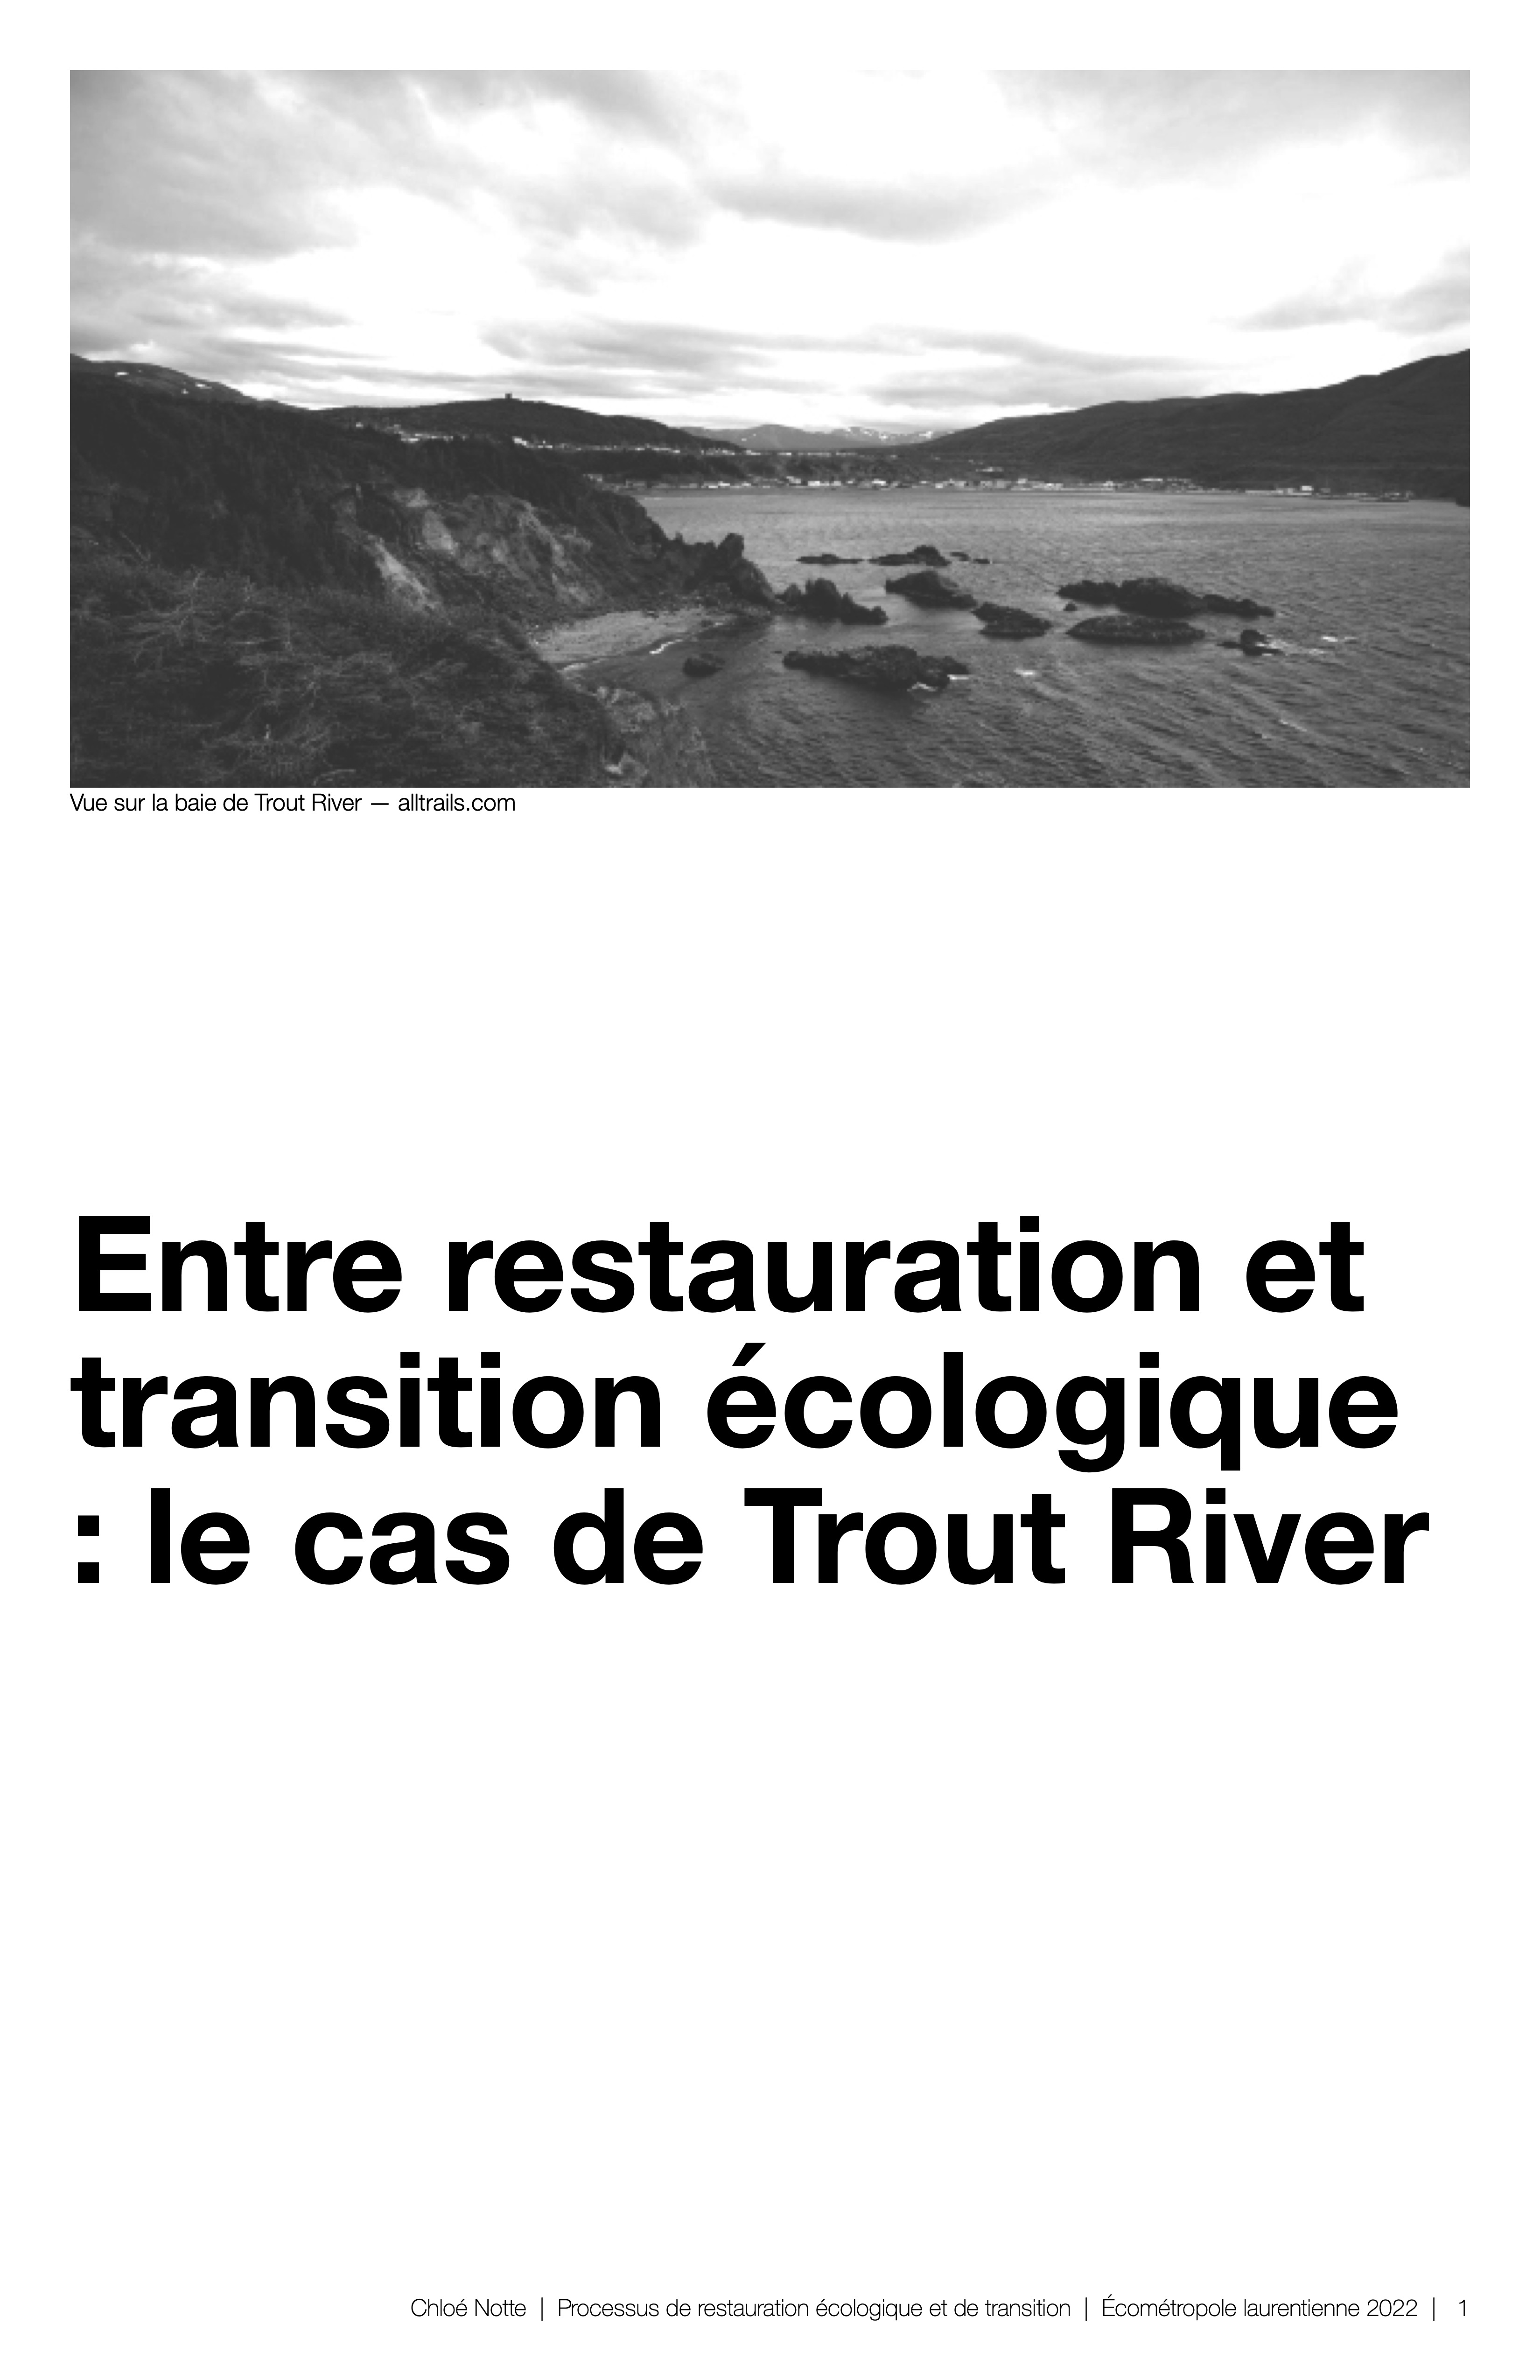 Vue sur la baie de Trout River — alltrails.com
Entre restauration et
transition écologique
: le cas de Trout River
Chloé Notte | Processus de restauration écologique et de transition | Écométropole laurentienne 2022 | 1